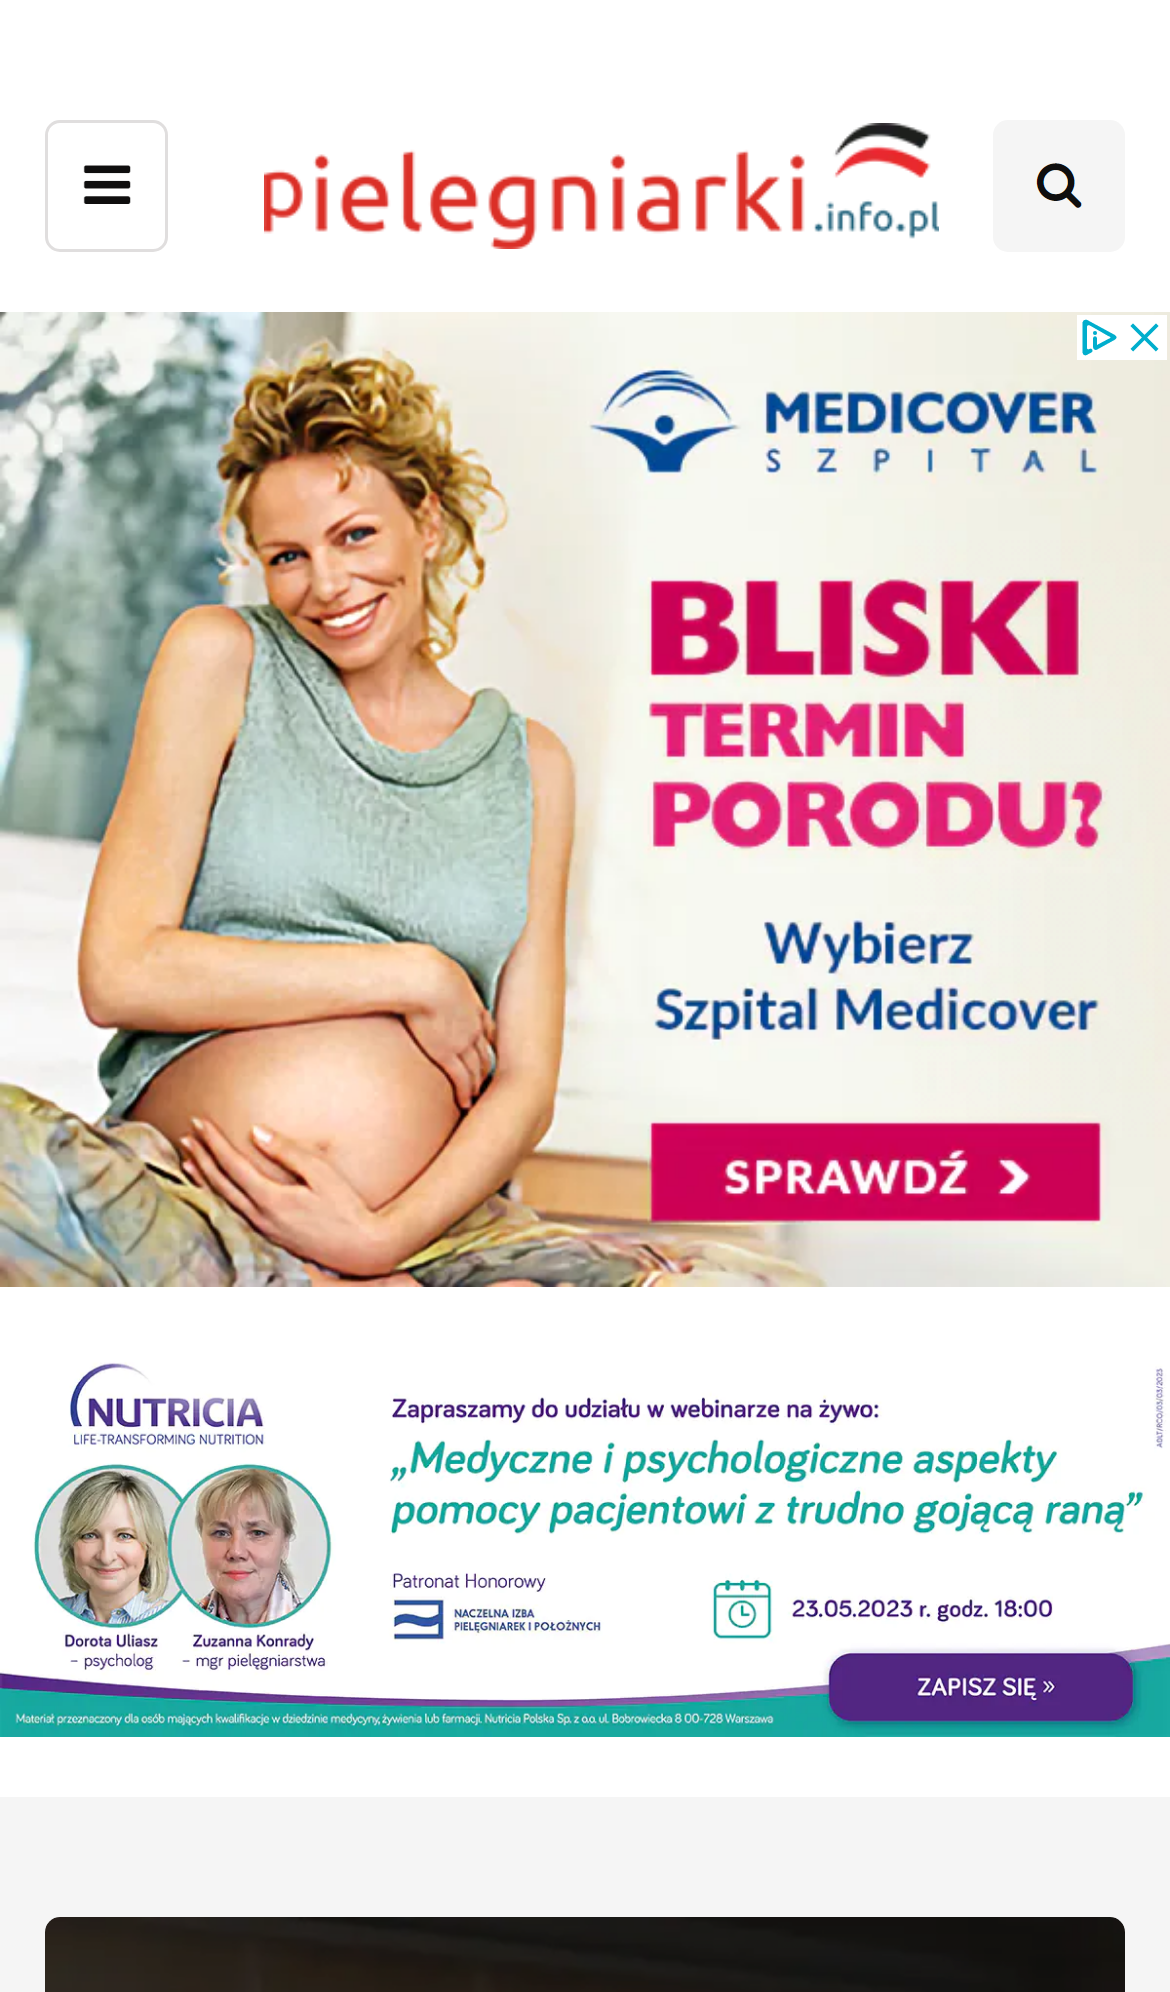 pielegniarki.info.pl
MEDICOVER
SZPITAL
BLISKI
TERMIN
PORODU?
Wybierz
Szpital Medicover
SPRAWDŹ
NUTRICIA
LIFE-TRANSFORMING NUTRITION
Zapraszamy do udziału w webinarze na żywo:
„Medyczne i psychologiczne aspekty
pomocy pacjentowi z trudno gojącą raną”
Patronat Honorowy
NACZELNA IZBA
PIELĘGNIAREK I POŁOŻNYCH
23.05.2023 r. godz. 18:00
Dorota Uliasz
– psycholog
Zuzanna Konrady
– mgr pielęgniarstwa
ZAPISZ SIĘ »
Materiał przeznaczony dla osób mających kwalifikacje w dziedzinie medycyny, żywienia lub farmacji. Nutricia Polska Sp. z o.o. ul. Bobrowiecka 8 00-728 Warszawa